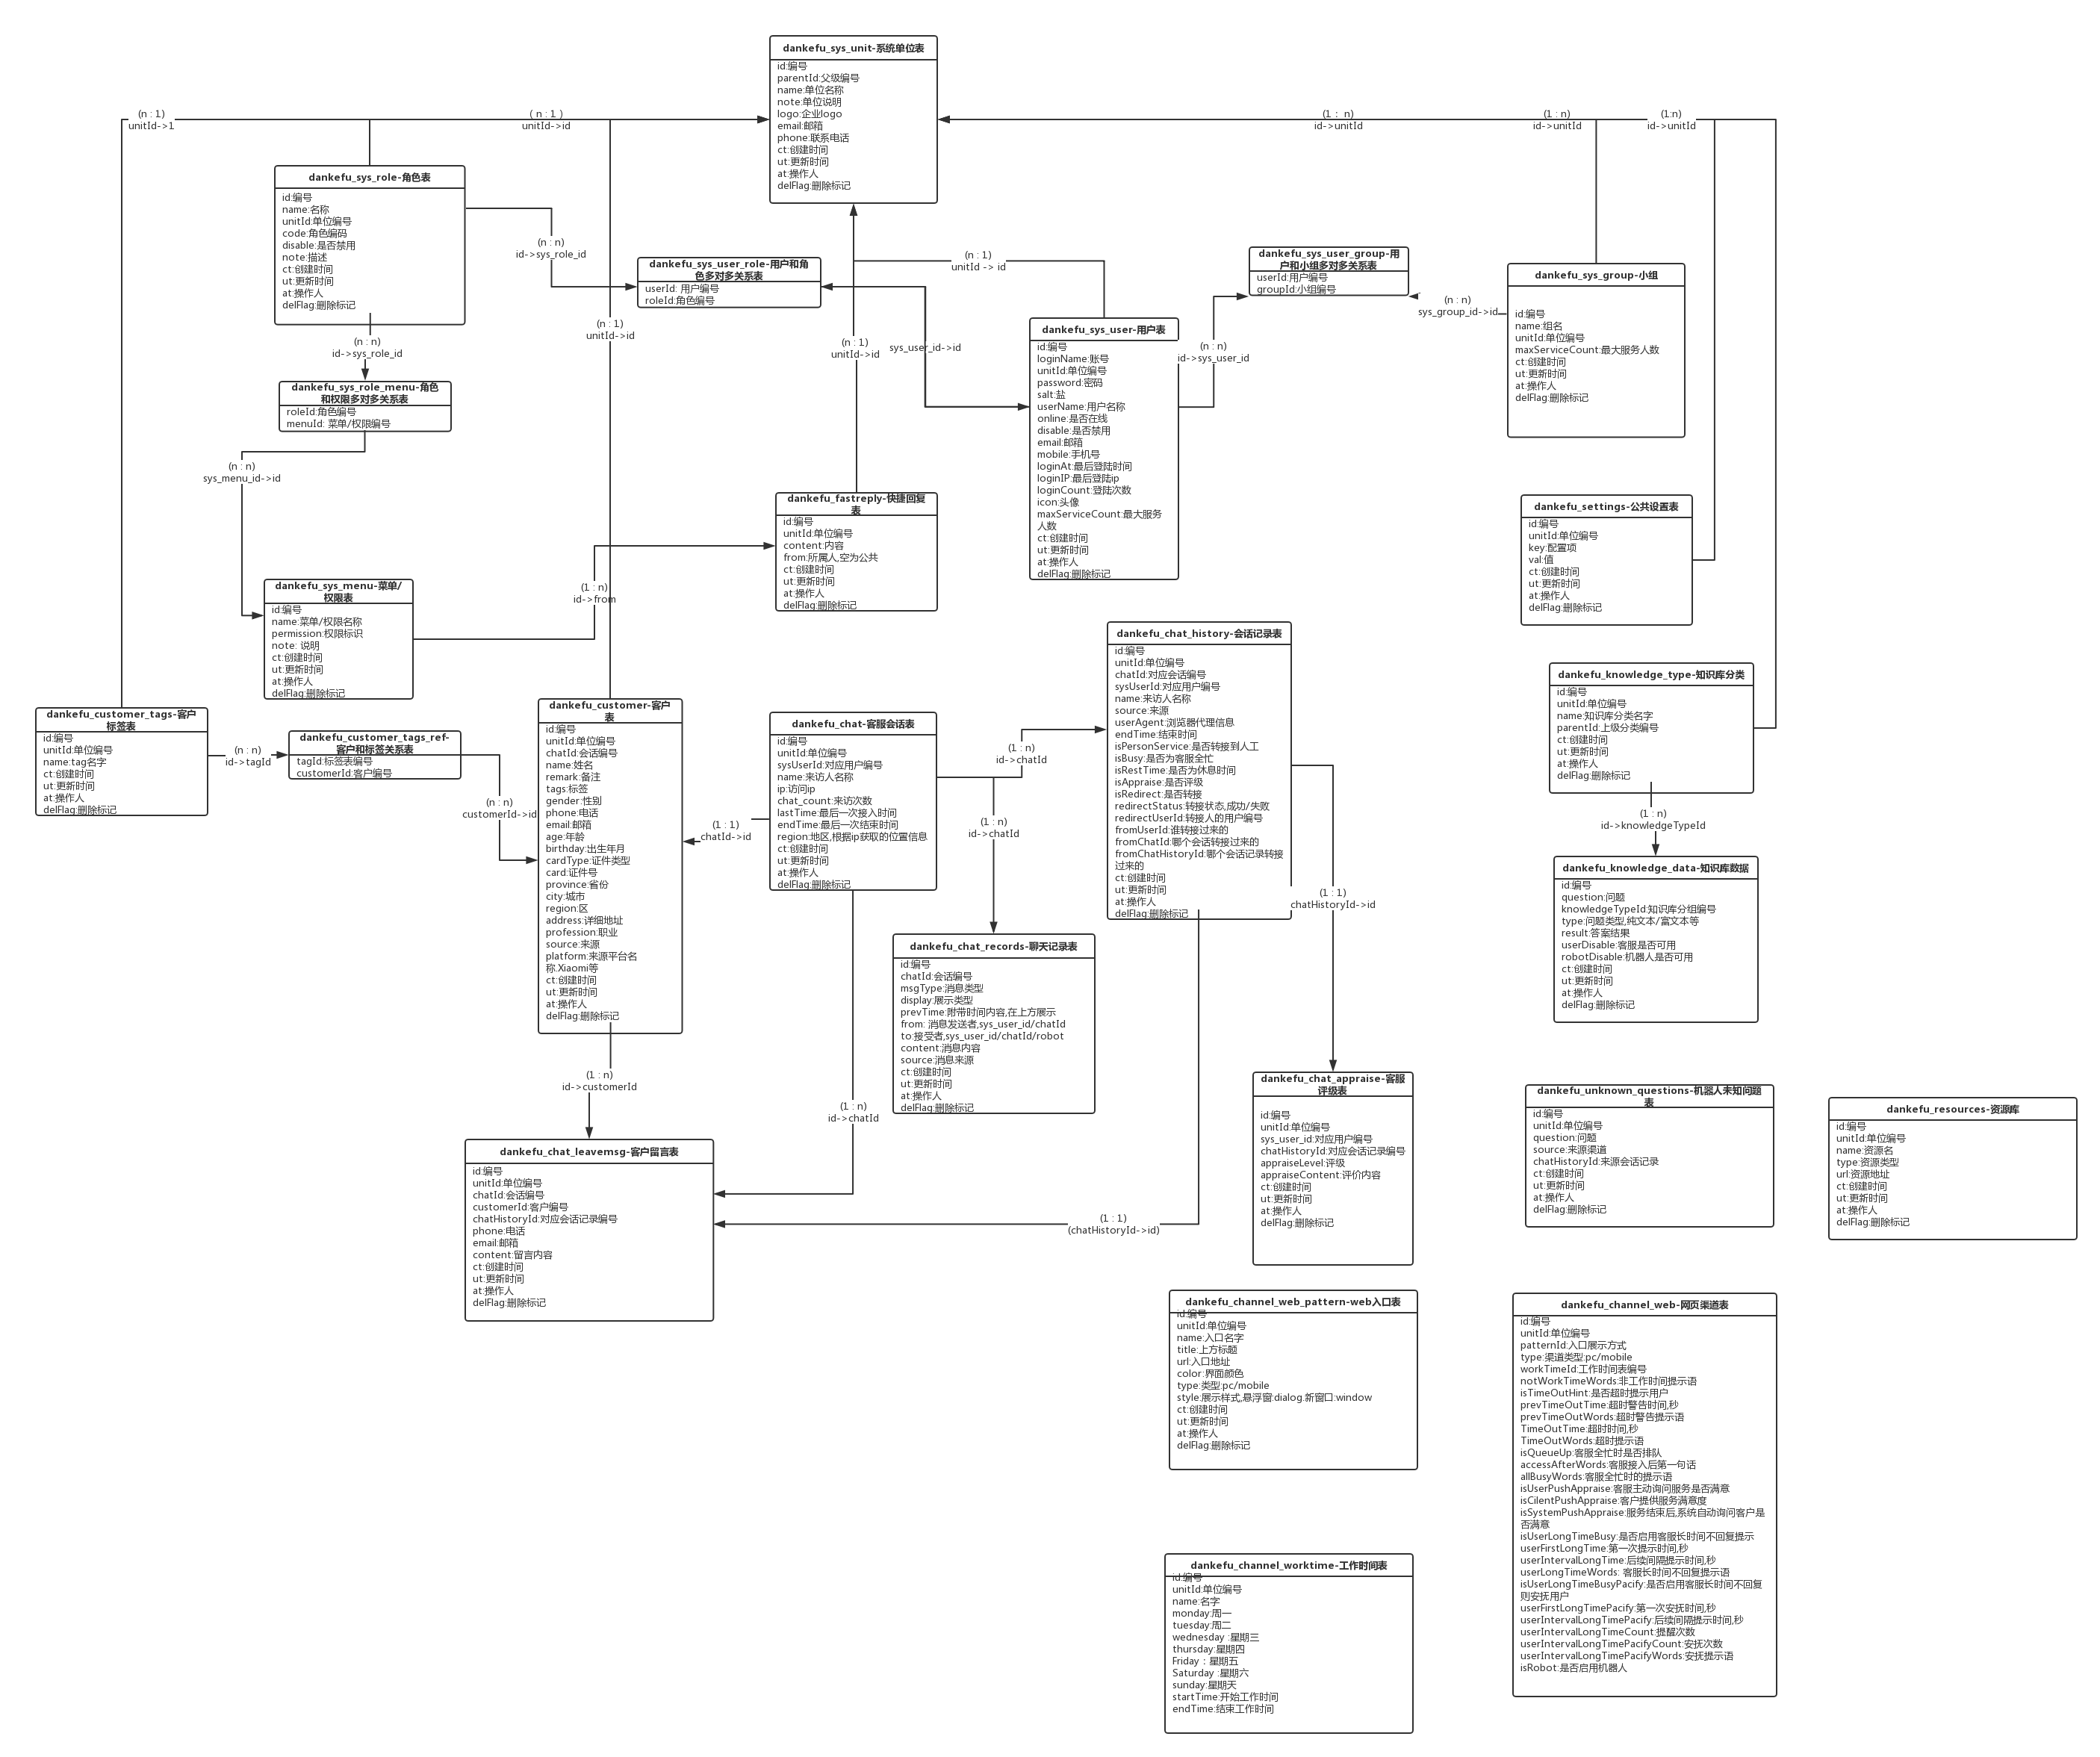 dankefu_sys_unit-系统单位表
id:编号
parentId:父级编号
name:单位名称
note:单位说明
logo:企业logo
email:邮箱
phone:联系电话
ct:创建时间
ut:更新时间
at:操作人
delFlag:删除标记
(n : 1)
unitId->1
( n : 1 )
unitId->id
(1 :  n)
id->unitId
(1 : n)
id->unitId
(1:n)
id->unitId
dankefu_sys_role-角色表
id:编号
name:名称
unitId:单位编号
code:角色编码
disable:是否禁用
note:描述
ct:创建时间
ut:更新时间
at:操作人
delFlag:删除标记
(n : n)
id->sys_role_id
dankefu_sys_user_role-用户和角
色多对多关系表
userId: 用户编号
roleId:角色编号
(n : 1)
unitId -> id
dankefu_sys_user_group-用
户和小组多对多关系表
userId:用户编号
groupId:小组编号
(n : n)
sys_group_id->id
dankefu_sys_group-小组
id:编号
name:组名
unitId:单位编号
maxServiceCount:最大服务人数
ct:创建时间
ut:更新时间
at:操作人
delFlag:删除标记
(n : n)
id->sys_role_id
(n : 1)
unitId->id
(n : 1)
unitId->id
sys_user_id->id
dankefu_sys_user-用户表
id:编号
loginName:账号
unitId:单位编号
password:密码
salt:盐
userName:用户名称
online:是否在线
disable:是否禁用
email:邮箱
mobile:手机号
loginAt:最后登陆时间
loginIP:最后登陆ip
loginCount:登陆次数
icon:头像
maxServiceCount:最大服务
人数
ct:创建时间
ut:更新时间
at:操作人
delFlag:删除标记
(n : n)
id->sys_user_id
dankefu_sys_role_menu-角色
和权限多对多关系表
roleId:角色编号
menuId: 菜单/权限编号
(n : n)
sys_menu_id->id
dankefu_fastreply-快捷回复
表
id:编号
unitId:单位编号
content:内容
from:所属人,空为公共
ct:创建时间
ut:更新时间
at:操作人
delFlag:删除标记
dankefu_settings-公共设置表
id:编号
unitId:单位编号
key:配置项
val:值
ct:创建时间
ut:更新时间
at:操作人
delFlag:删除标记
dankefu_sys_menu-菜单/
权限表
id:编号
name:菜单/权限名称
permission:权限标识
note: 说明
ct:创建时间
ut:更新时间
at:操作人
delFlag:删除标记
(1 : n)
id->from
dankefu_customer_tags-客户
标签表
id:编号
unitId:单位编号
name:tag名字
ct:创建时间
ut:更新时间
at:操作人
delFlag:删除标记
(n : n)
id->tagId
dankefu_customer_tags_ref-
客户和标签关系表
tagId:标签表编号
customerId:客户编号
(n : n)
customerId->id
dankefu_customer-客户
表
id:编号
unitId:单位编号
chatId:会话编号
name:姓名
remark:备注
tags:标签
gender:性别
phone:电话
email:邮箱
age:年龄
birthday:出生年月
cardType:证件类型
card:证件号
province:省份
city:城市
region:区
address:详细地址
profession:职业
source:来源
platform:来源平台名
称.Xiaomi等
ct:创建时间
ut:更新时间
at:操作人
delFlag:删除标记
(1 : 1)
chatId->id
dankefu_chat-客服会话表
id:编号
unitId:单位编号
sysUserId:对应用户编号
name:来访人名称
ip:访问ip
chat_count:来访次数
lastTime:最后一次接入时间
endTime:最后一次结束时间
region:地区,根据ip获取的位置信息
ct:创建时间
ut:更新时间
at:操作人
delFlag:删除标记
(1 : n)
id->chatId
(1 : n)
id->chatId
dankefu_chat_history-会话记录表
id:编号
unitId:单位编号
chatId:对应会话编号
sysUserId:对应用户编号
name:来访人名称
source:来源
userAgent:浏览器代理信息
endTime:结束时间
isPersonService:是否转接到人工
isBusy:是否为客服全忙
isRestTime:是否为休息时间
isAppraise:是否评级
isRedirect:是否转接
redirectStatus:转接状态,成功/失败
redirectUserId:转接人的用户编号
fromUserId:谁转接过来的
fromChatId:哪个会话转接过来的
fromChatHistoryId:哪个会话记录转接
过来的
ct:创建时间
ut:更新时间
at:操作人
delFlag:删除标记
(1 : 1)
chatHistoryId->id
dankefu_knowledge_type-知识库分类
id:编号
unitId:单位编号
name:知识库分类名字
parentId:上级分类编号
ct:创建时间
ut:更新时间
at:操作人
delFlag:删除标记
(1 : n)
id->knowledgeTypeId
dankefu_knowledge_data-知识库数据
id:编号
question:问题
knowledgeTypeId:知识库分组编号
type:问题类型,纯文本/富文本等
result:答案结果
userDisable:客服是否可用
robotDisable:机器人是否可用
ct:创建时间
ut:更新时间
at:操作人
delFlag:删除标记
dankefu_chat_records-聊天记录表
id:编号
chatId:会话编号
msgType:消息类型
display:展示类型
prevTime:附带时间内容,在上方展示
from: 消息发送者,sys_user_id/chatId
to:接受者,sys_user_id/chatId/robot
content:消息内容
source:消息来源
ct:创建时间
ut:更新时间
at:操作人
delFlag:删除标记
(1 : n)
id->customerId
(1 : n)
id->chatId
dankefu_chat_leavemsg-客户留言表
id:编号
unitId:单位编号
chatId:会话编号
customerId:客户编号
chatHistoryId:对应会话记录编号
phone:电话
email:邮箱
content:留言内容
ct:创建时间
ut:更新时间
at:操作人
delFlag:删除标记
(1 : 1)
(chatHistoryId->id)
dankefu_chat_appraise-客服
评级表
id:编号
unitId:单位编号
sys_user_id:对应用户编号
chatHistoryId:对应会话记录编号
appraiseLevel:评级
appraiseContent:评价内容
ct:创建时间
ut:更新时间
at:操作人
delFlag:删除标记
dankefu_unknown_questions-机器人未知问题
表
id:编号
unitId:单位编号
question:问题
source:来源渠道
chatHistoryId:来源会话记录
ct:创建时间
ut:更新时间
at:操作人
delFlag:删除标记
dankefu_resources-资源库
id:编号
unitId:单位编号
name:资源名
type:资源类型
url:资源地址
ct:创建时间
ut:更新时间
at:操作人
delFlag:删除标记
dankefu_channel_web_pattern-web入口表
id:编号
unitId:单位编号
name:入口名字
title:上方标题
url:入口地址
color:界面颜色
type:类型:pc/mobile
style:展示样式,悬浮窗:dialog.新窗口:window
ct:创建时间
ut:更新时间
at:操作人
delFlag:删除标记
dankefu_channel_web-网页渠道表
id:编号
unitId:单位编号
patternId:入口展示方式
type:渠道类型:pc/mobile
workTimeId:工作时间表编号
notWorkTimeWords:非工作时间提示语
isTimeOutHint:是否超时提示用户
prevTimeOutTime:超时警告时间,秒
prevTimeOutWords:超时警告提示语
TimeOutTime:超时时间,秒
TimeOutWords:超时提示语
isQueueUp:客服全忙时是否排队
accessAfterWords:客服接入后第一句话
allBusyWords:客服全忙时的提示语
isUserPushAppraise:客服主动询问服务是否满意
isCilentPushAppraise:客户提供服务满意度
isSystemPushAppraise:服务结束后,系统自动询问客户是
否满意
isUserLongTimeBusy:是否启用客服长时间不回复提示
userFirstLongTime:第一次提示时间,秒
userIntervalLongTime:后续间隔提示时间,秒
userLongTimeWords: 客服长时间不回复提示语
isUserLongTimeBusyPacify:是否启用客服长时间不回复
则安抚用户
userFirstLongTimePacify:第一次安抚时间,秒
userIntervalLongTimePacify:后续间隔提示时间,秒
userIntervalLongTimeCount:提醒次数
userIntervalLongTimePacifyCount:安抚次数
userIntervalLongTimePacifyWords:安抚提示语
isRobot:是否启用机器人
dankefu_channel_worktime-工作时间表
id:编号
unitId:单位编号
name:名字
monday:周一
tuesday:周二
wednesday :星期三
thursday:星期四
Friday : 星期五
Saturday :星期六
sunday:星期天
startTime:开始工作时间
endTime:结束工作时间